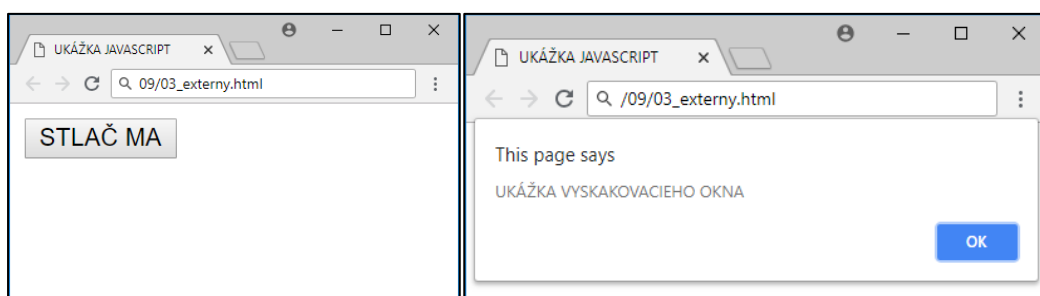 UKÁŽKA JAVASCRIPT
09/03_externy.html
STLAČ MA
UKÁŽKA JAVASCRIPT
/09/03_externy.html
This page says
UKÁŽKA VYSKAKOVACIEHO OKNA
OK